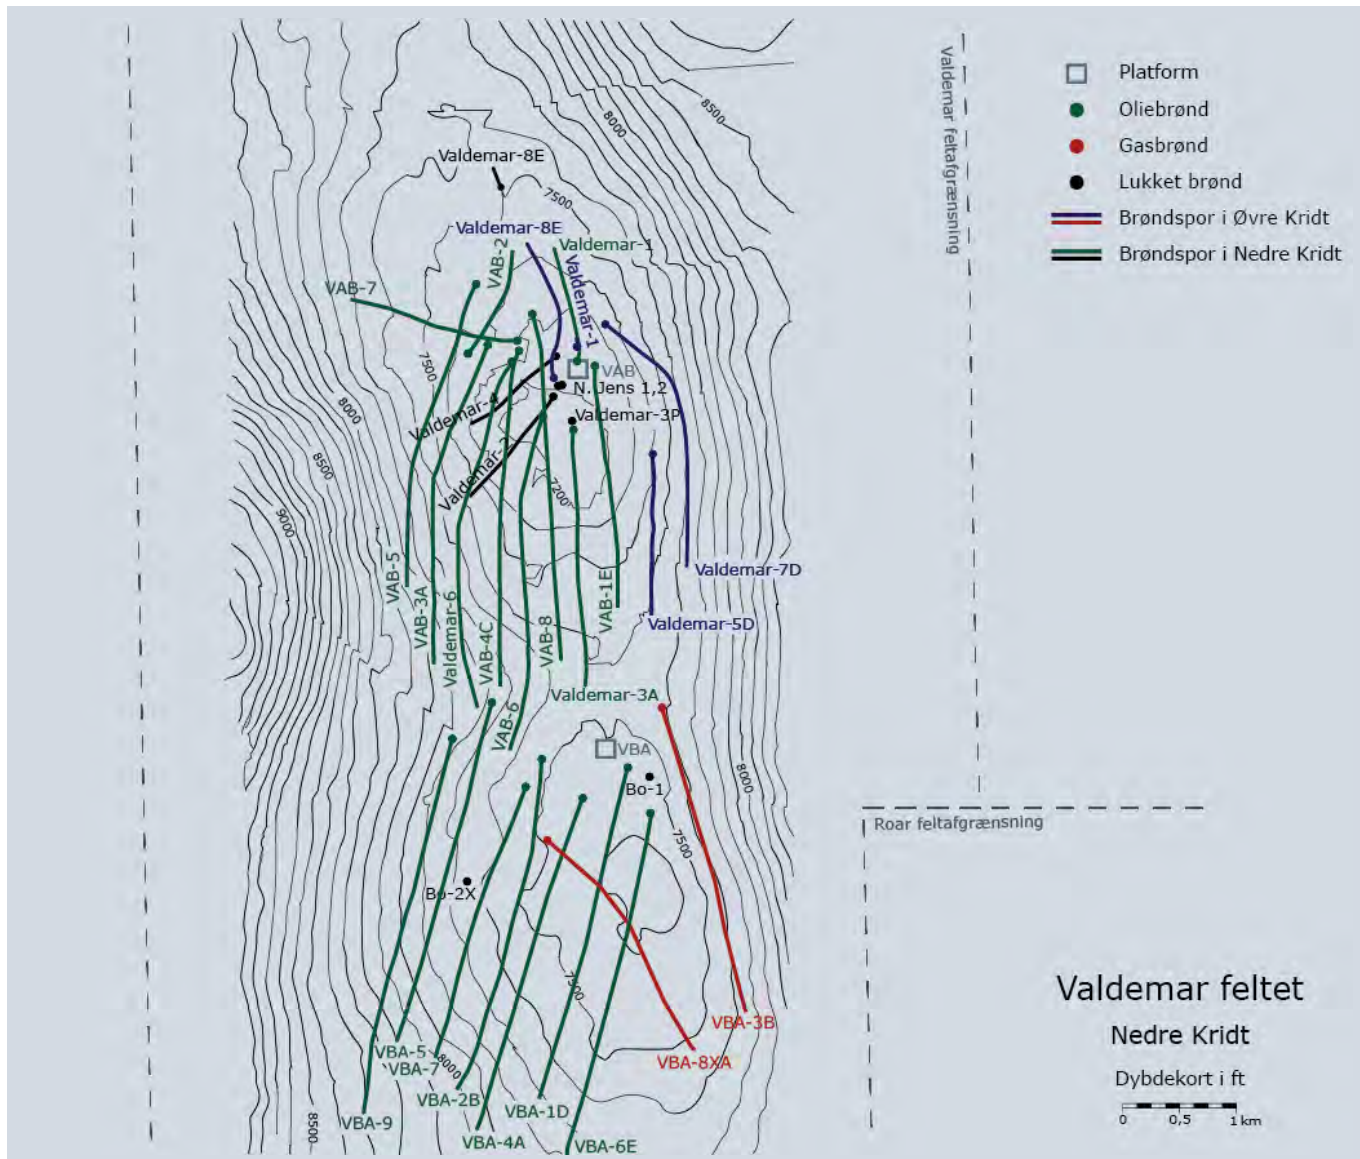 Platform
Oliebrønd
Gasbrønd
Lukket brønd
Brøndspor i Øvre Kridt
Brøndspor i Nedre Kridt
Valdemar feltafgrænsning
8500
8000
Valdemar-8E
7500
Valdemar-8E
VAB-2
Valdemar-1
Valdemar-1
VAB-7
7500
VAB
N. Jens 1,2
8000
Valdemar-4
Valdemar-3P
8500
Valdemar-2
7200
9000
VAB-5
VAB-3A
Valdemar-6
VAB-4C
VAB-8
VAB-1E
Valdemar-7D
Valdemar-5D
Valdemar-3A
VAB-6
VBA
Bo-1
8000
Roar feltafgrænsning
7500
Bo-2X
7500
VBA-3B
VBA-8XA
VBA-5
VBA-7
8000
VBA-2B
VBA-1D
VBA-9
8500
VBA-4A
VBA-6E
Valdemar feltet
Nedre Kridt
Dybdekort i ft
0 0,5 1 km